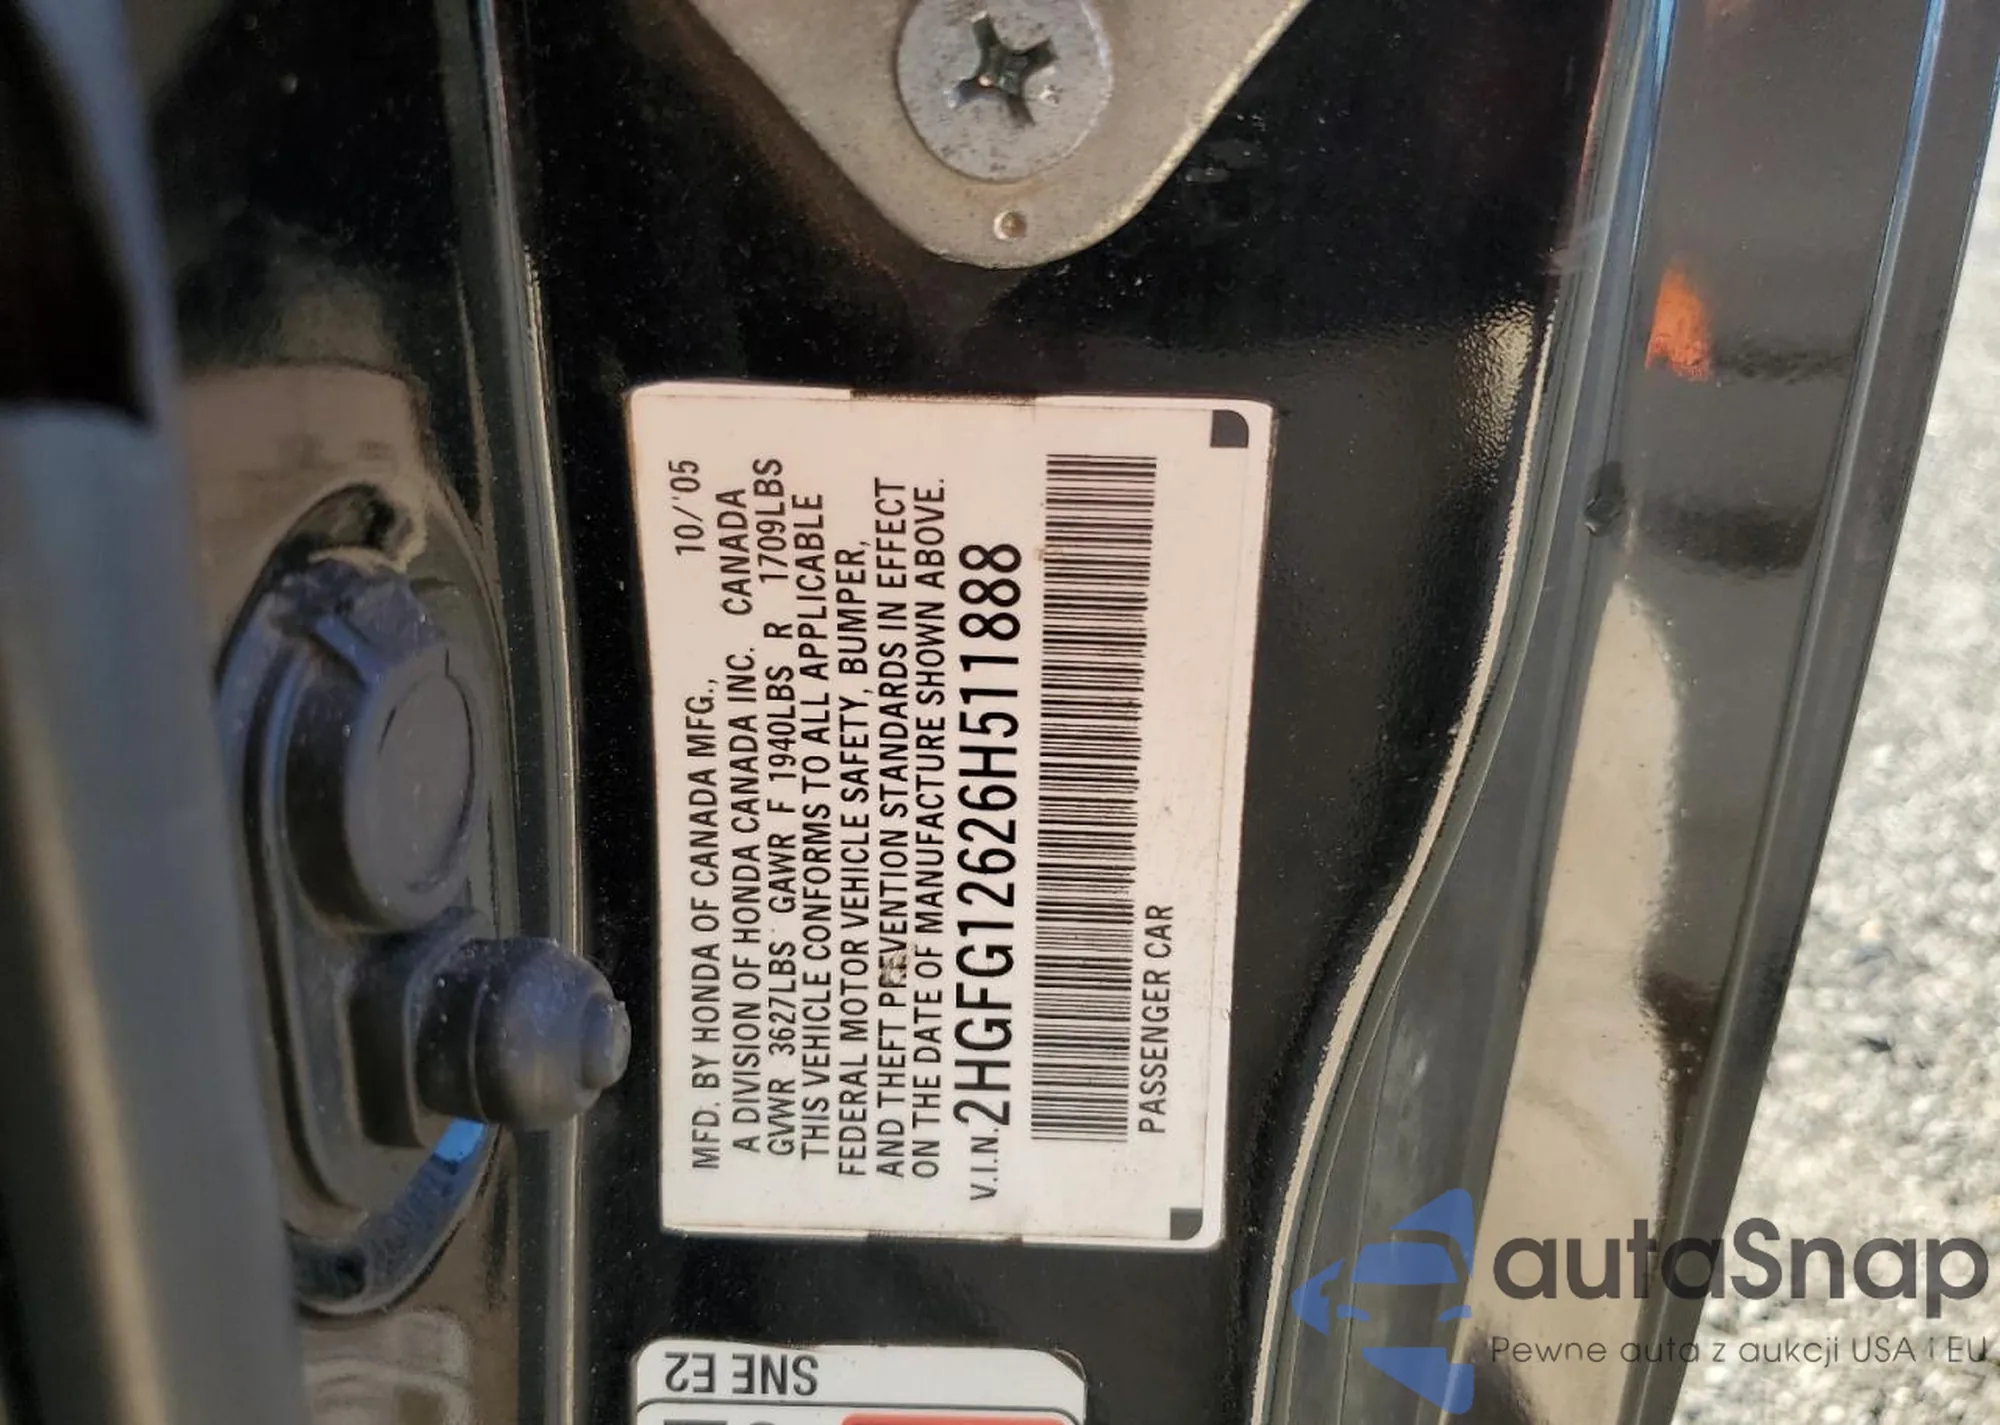 MFD. BY HONDA OF CANADA MFG., 10/'05
A DIVISION OF HONDA CANADA INC. CANADA
GVWR 3627LBS GAWR F 1940LBS R 1709LBS
THIS VEHICLE CONFORMS TO ALL APPLICABLE
FEDERAL MOTOR VEHICLE SAFETY, BUMPER,
AND THEFT PREVENTION STANDARDS IN EFFECT
ON THE DATE OF MANUFACTURE SHOWN ABOVE.
V.I.N. 2HGFG12626H511888
PASSENGER CAR
SNE E2
autaSnap
Pewne auta z aukcji USA i EU